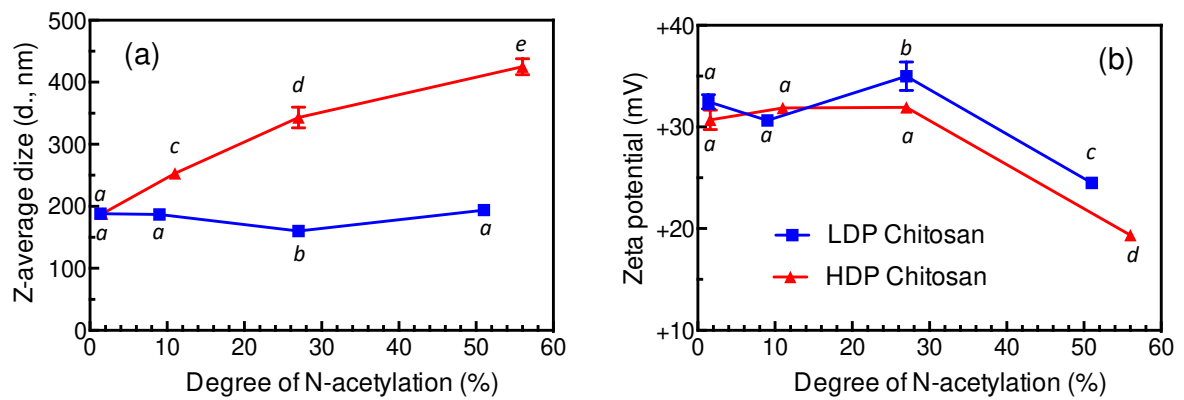 (a)
Z-average dize (d., nm)
500
400
300
200
100
0
a
a
c
a
d
b
e
a
0 10 20 30 40 50 60
Degree of N-acetylation (%)
(b)
Zeta potential (mV)
+40
+30
+20
+10
a
a
a
a
b
a
c
d
LDP Chitosan
HDP Chitosan
0 10 20 30 40 50 60
Degree of N-acetylation (%)